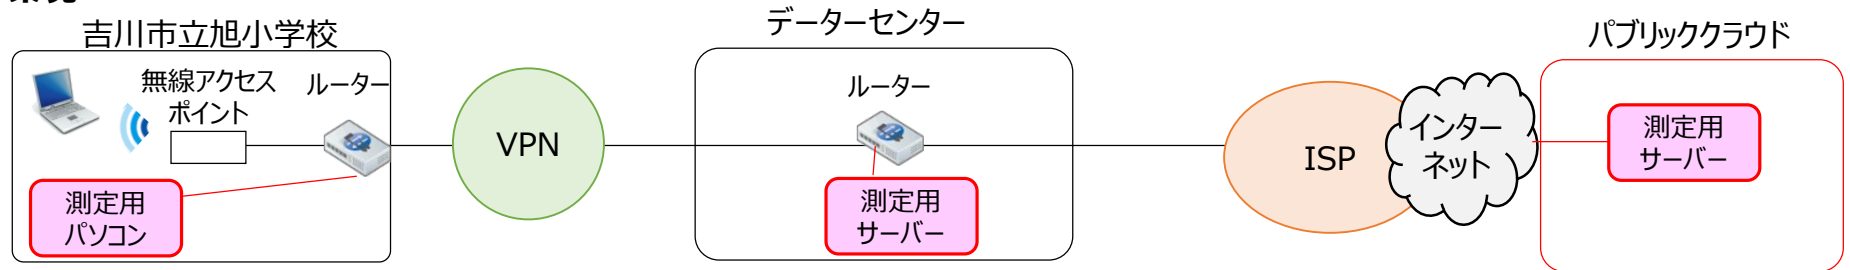 吉川市立旭小学校
無線アクセス
ポイント
ルーター
測定用
パソコン
VPN
データーセンター
ルーター
測定用
サーバー
ISP
インター
ネット
パブリッククラウド
測定用
サーバー